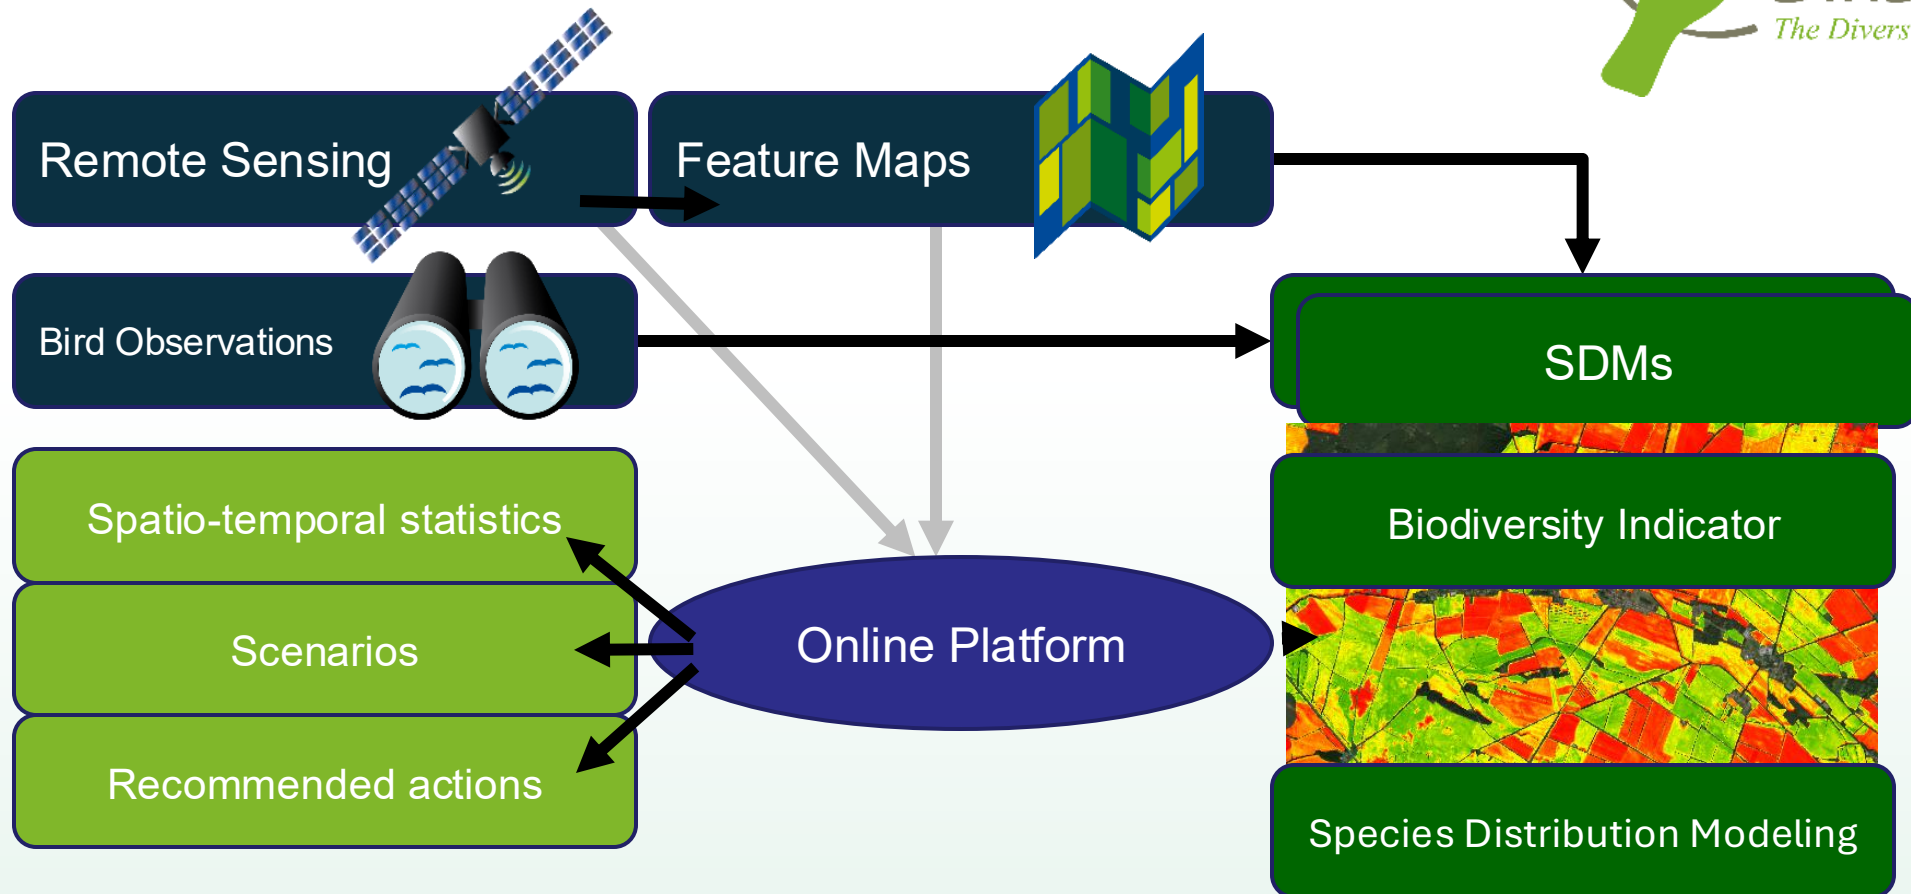 The Divers
Remote Sensing
Feature Maps
Bird Observations
SDMs
Spatio-temporal statistics
Biodiversity Indicator
Scenarios
Online Platform
Recommended actions
Species Distribution Modeling